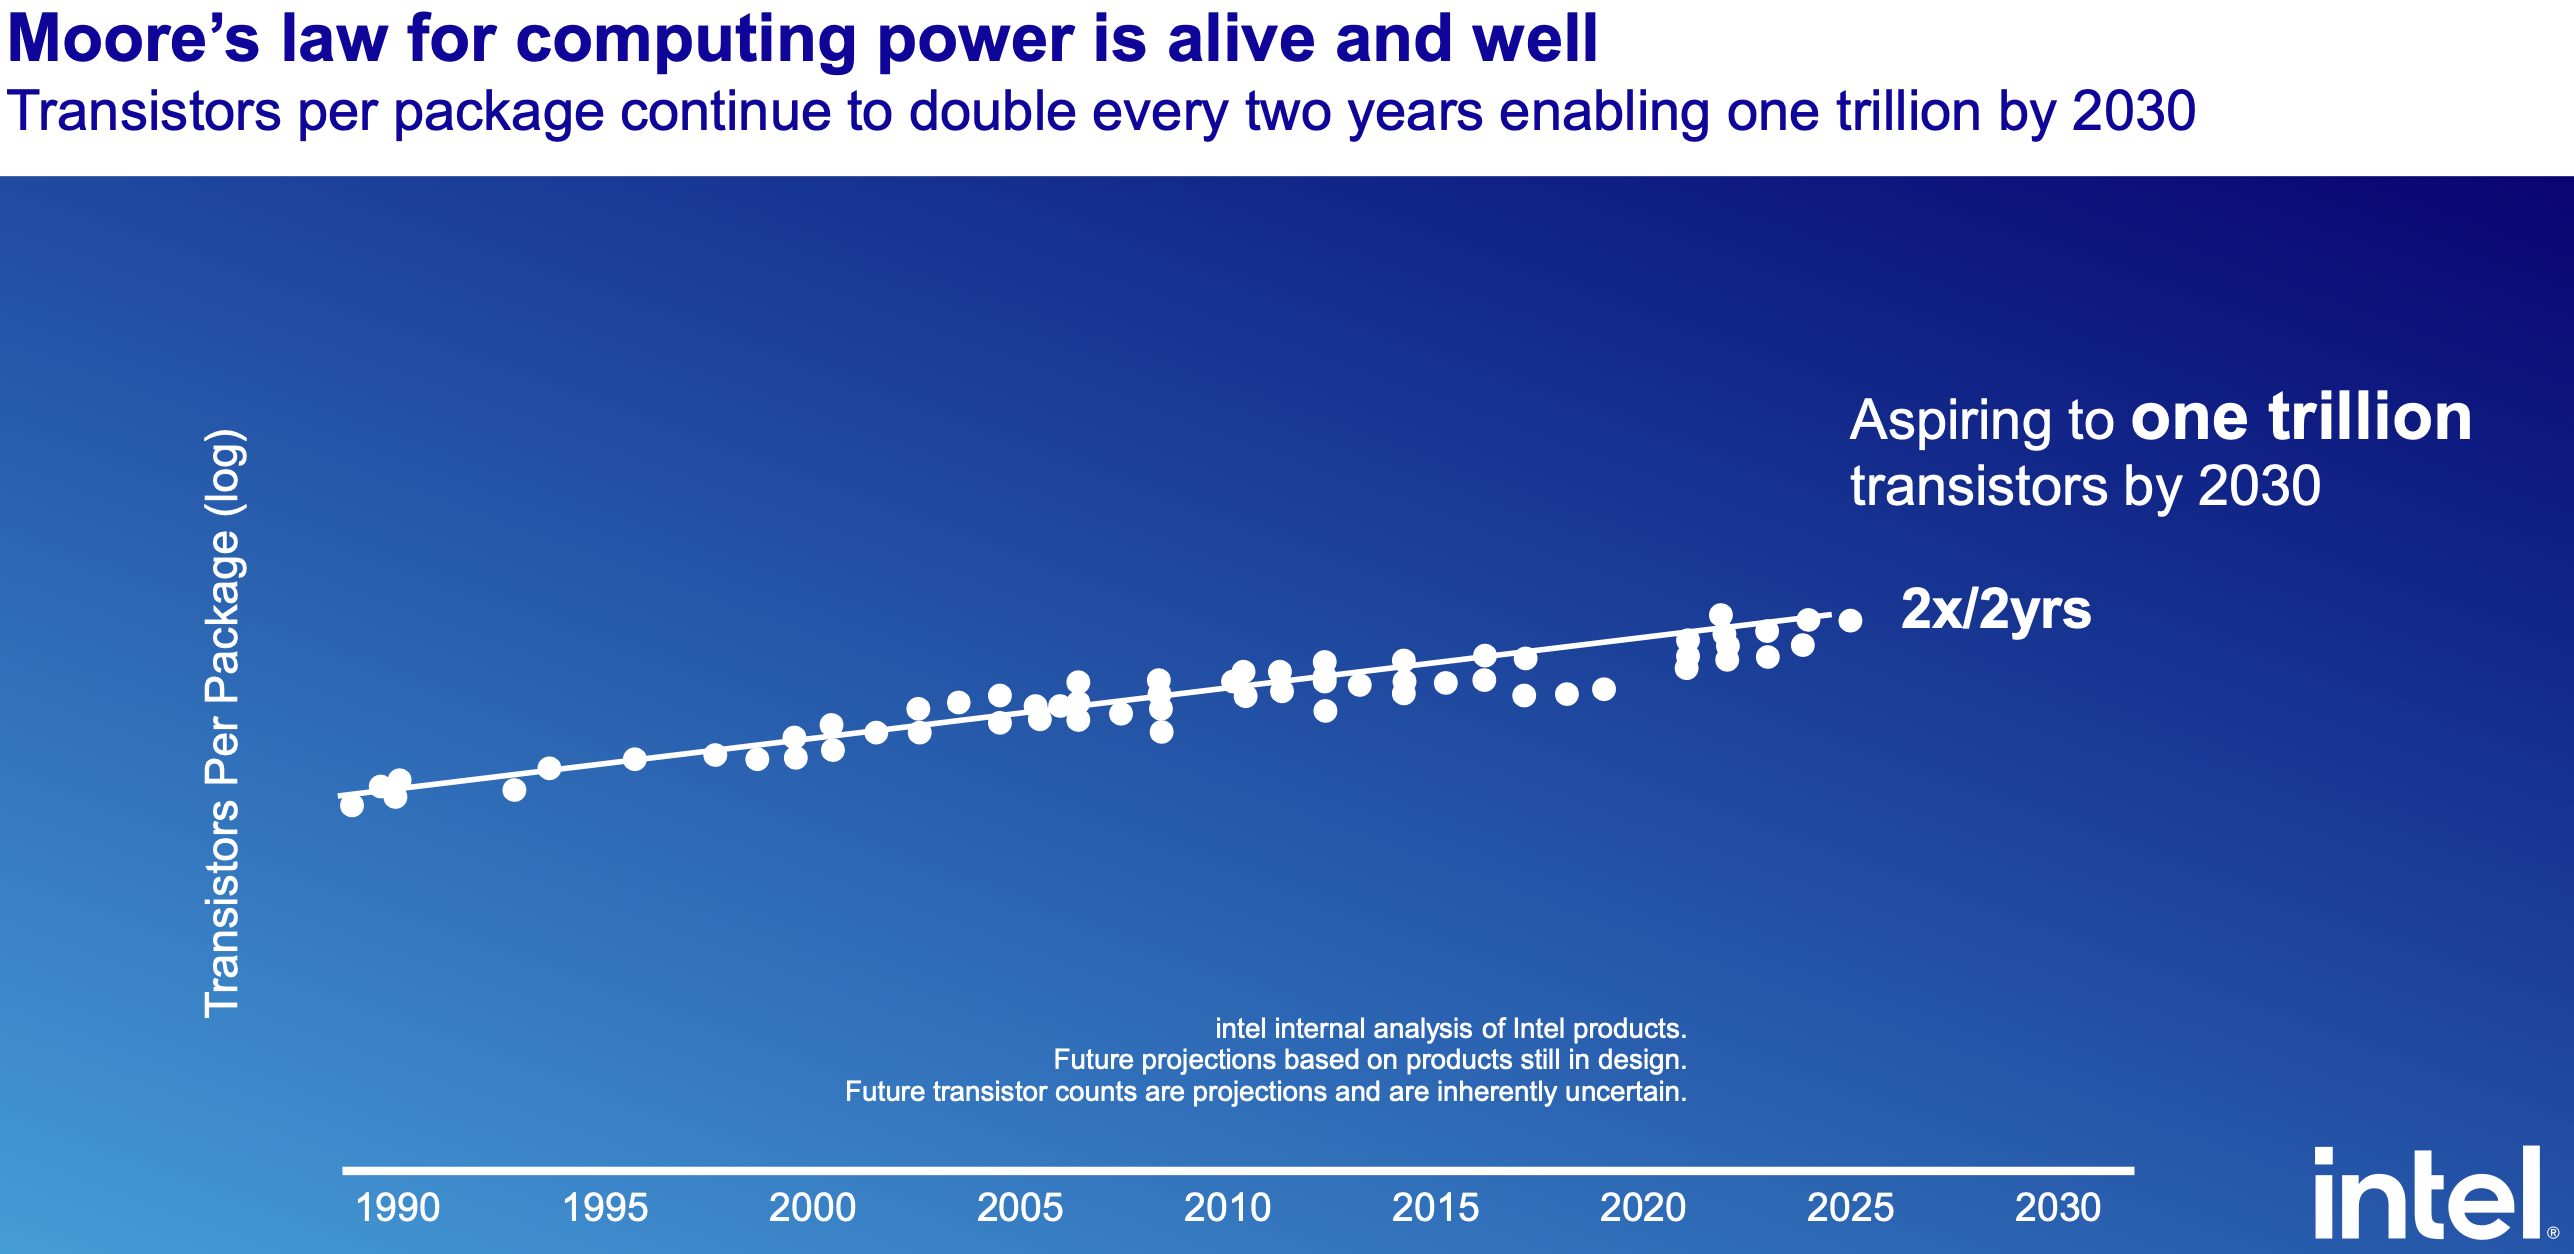 Moore’s law for computing power is alive and well
Transistors per package continue to double every two years enabling one trillion by 2030
Aspiring to one trillion
transistors by 2030
2x/2yrs
Transistors Per Package (log)
intel internal analysis of Intel products.
Future projections based on products still in design.
Future transistor counts are projections and are inherently uncertain.
1990 1995 2000 2005 2010 2015 2020 2025 2030
intel®